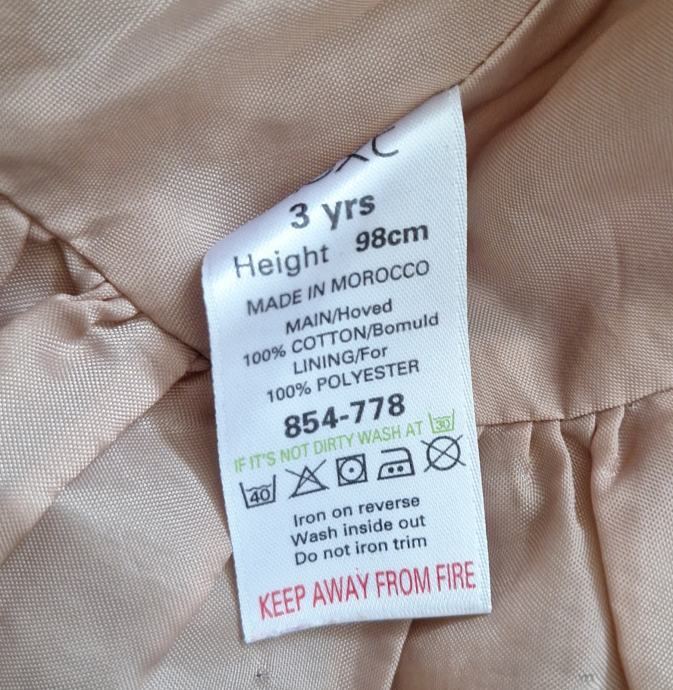 3 yrs
Height 98cm
MADE IN MOROCCO
MAIN/Hoved
100% COTTON/Bomuld
LINING/For
100% POLYESTER
854-778
IF IT'S NOT DIRTY WASH AT 30
40
Iron on reverse
Wash inside out
Do not iron trim
KEEP AWAY FROM FIRE